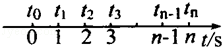 t₀ t₁ t₂ t₃ tₙ₋₁ tₙ
0 1 2 3 n-1 n t/s